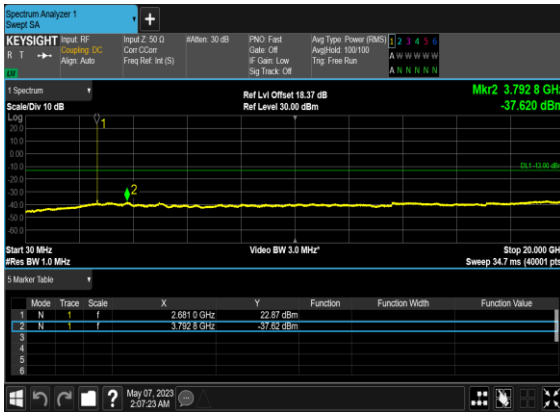 Spectrum Analyzer 1
Swept SA
+
KEYSIGHT Input: RF Input Z: 50 Ω #Atten: 30 dB PNO: Fast Avg Type: Power (RMS) 1 2 3 4 5 6
R T Coupling: DC Corr CCorr Gate: Off Avg|Hold: 100/100 A W W W W W
Align: Auto Freq Ref: Int (S) IF Gain: Low Trig: Free Run
LXI Sig Track: Off A N N N N N
1 Spectrum Ref Lvl Offset 18.37 dB Mkr2 3.792 8 GHz
Scale/Div 10 dB Ref Level 30.00 dBm -37.620 dBm
Log
20.0
10.0
0.00
-10.0
-20.0
-30.0
-40.0
-50.0
-60.0
1
2
DL1 -13.00 dBm
Start 30 MHz Video BW 3.0 MHz* Stop 20.000 GH
#Res BW 1.0 MHz Sweep 34.7 ms (40001 pts
5 Marker Table
Mode Trace Scale X Y Function Function Width Function Value
1 N 1 f 2.681 0 GHz 22.87 dBm
2 N 1 f 3.792 8 GHz -37.62 dBm
3
4
5
6
? May 07, 2023
2:07:23 AM